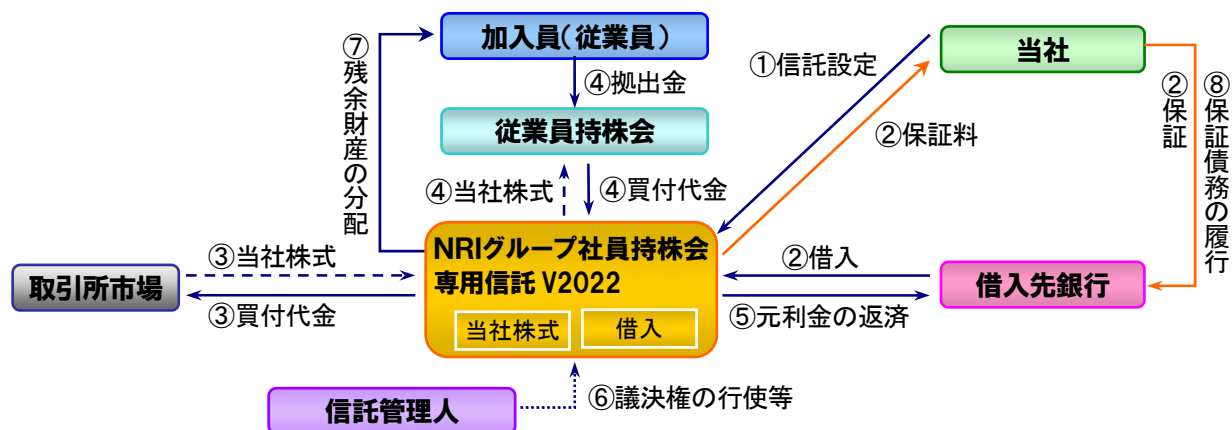 加入員(従業員)
④拠出金
従業員持株会
④当社株式
④買付代金
⑦残余財産の分配
①信託設定
②保証料
当社
②保証
⑧保証債務の履行
③当社株式
取引所市場
③買付代金
NRIグループ社員持株会
専用信託 V2022
当社株式
借入
②借入
⑤元利金の返済
借入先銀行
信託管理人
⑥議決権の行使等